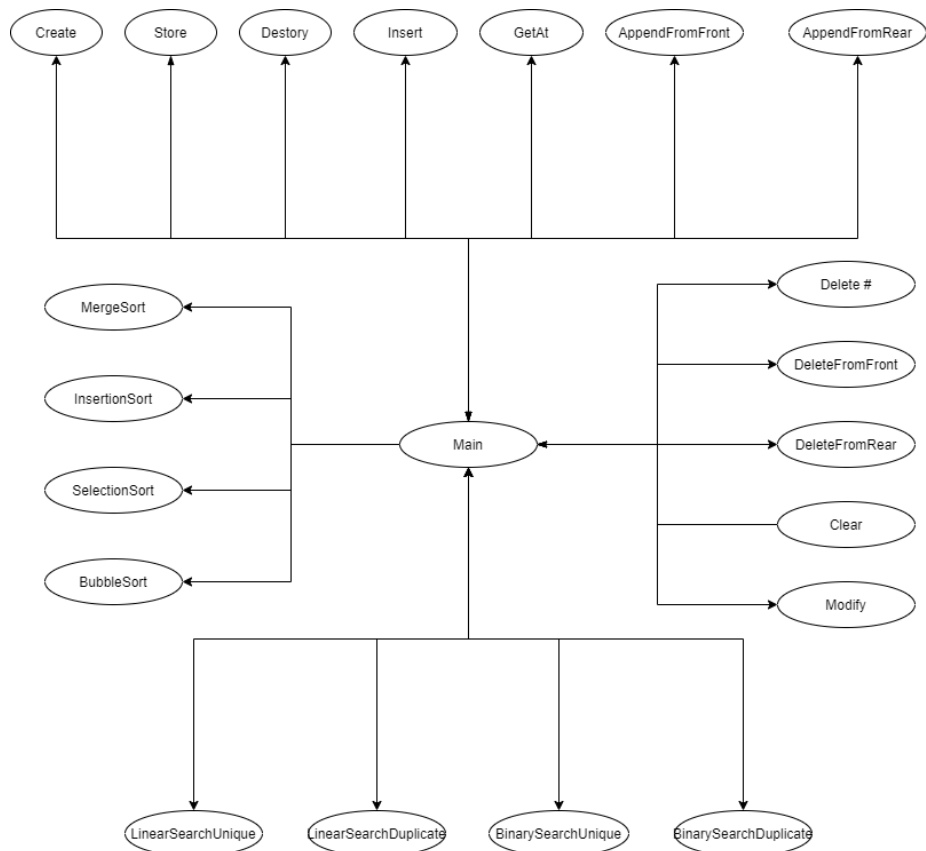 Create
Store
Destory
Insert
GetAt
AppendFromFront
AppendFromRear
MergeSort
InsertionSort
SelectionSort
BubbleSort
Main
Delete #
DeleteFromFront
DeleteFromRear
Clear
Modify
LinearSearchUnique
LinearSearchDuplicate
BinarySearchUnique
BinarySearchDuplicate